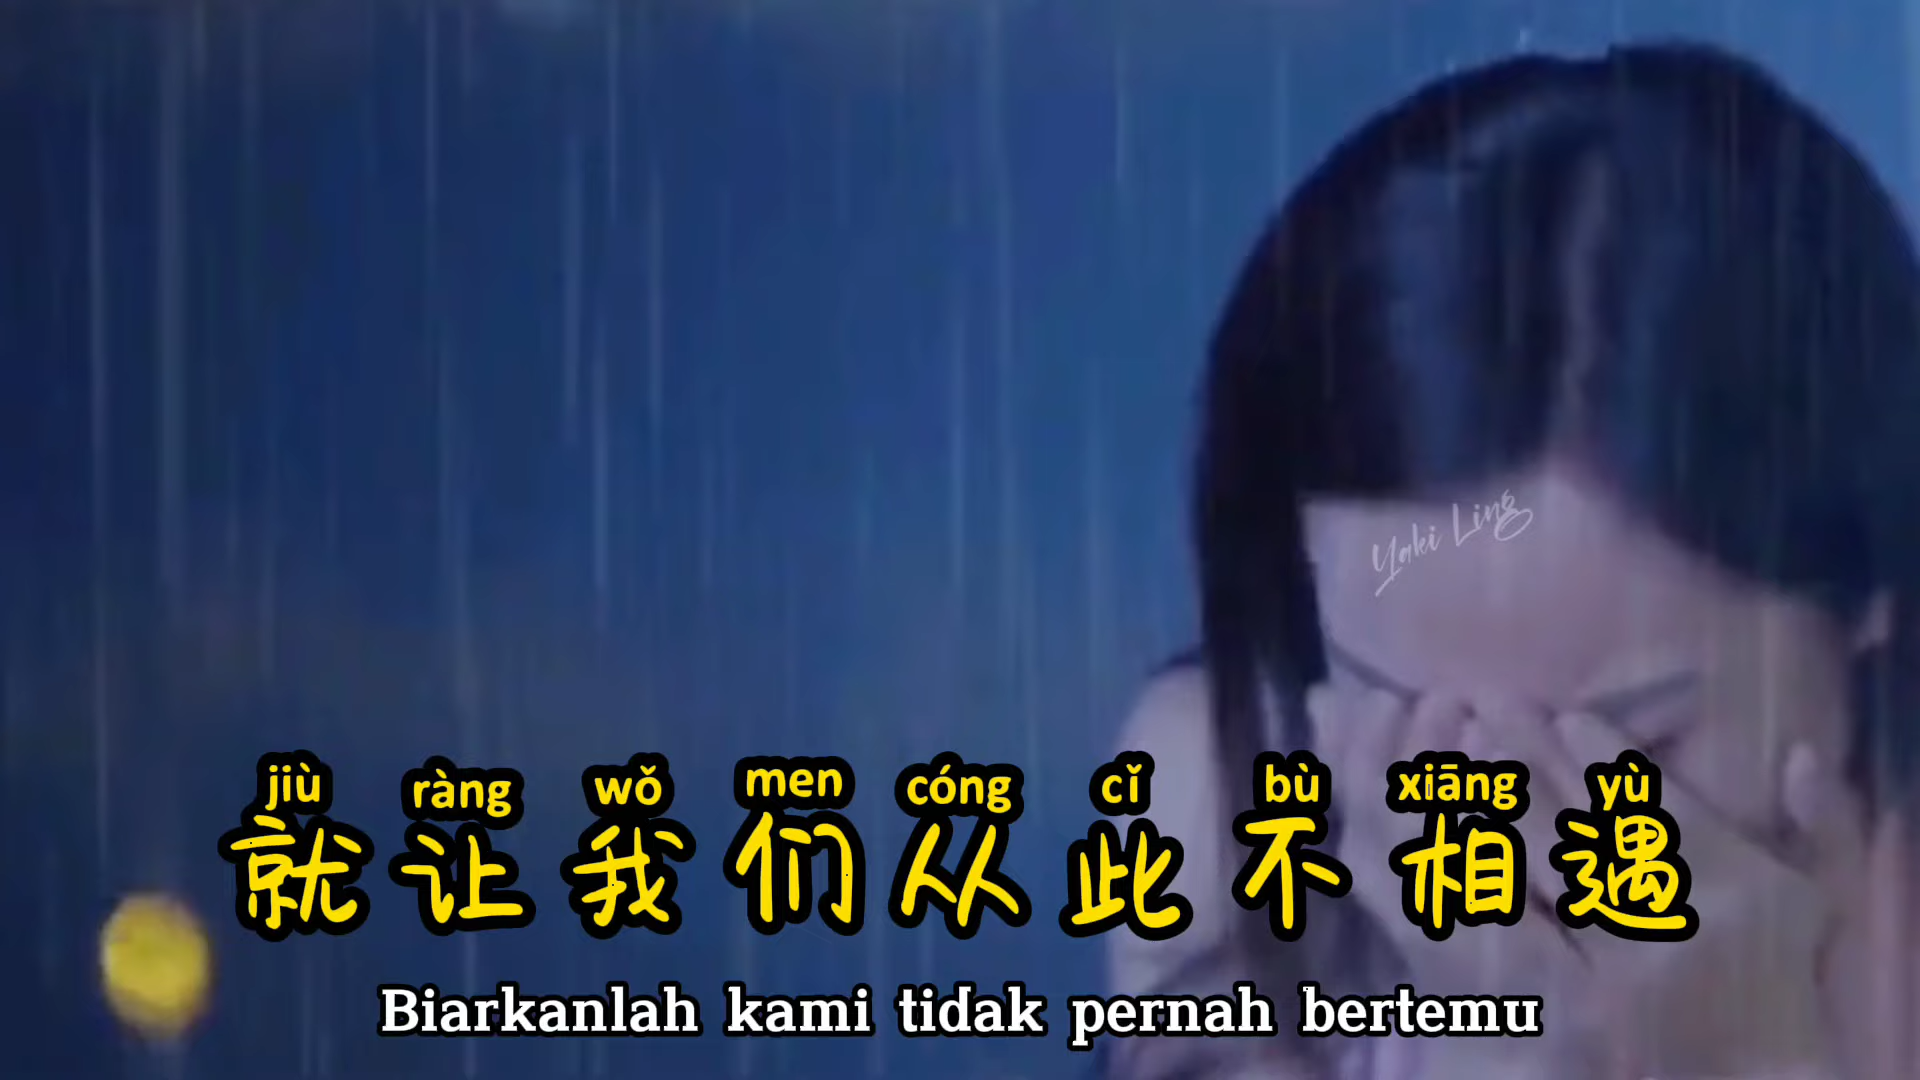 Yaki Ling
jiù ràng wǒ men cóng cǐ bù xiāng yù
就让我们从此不相遇
Biarkanlah kami tidak pernah bertemu